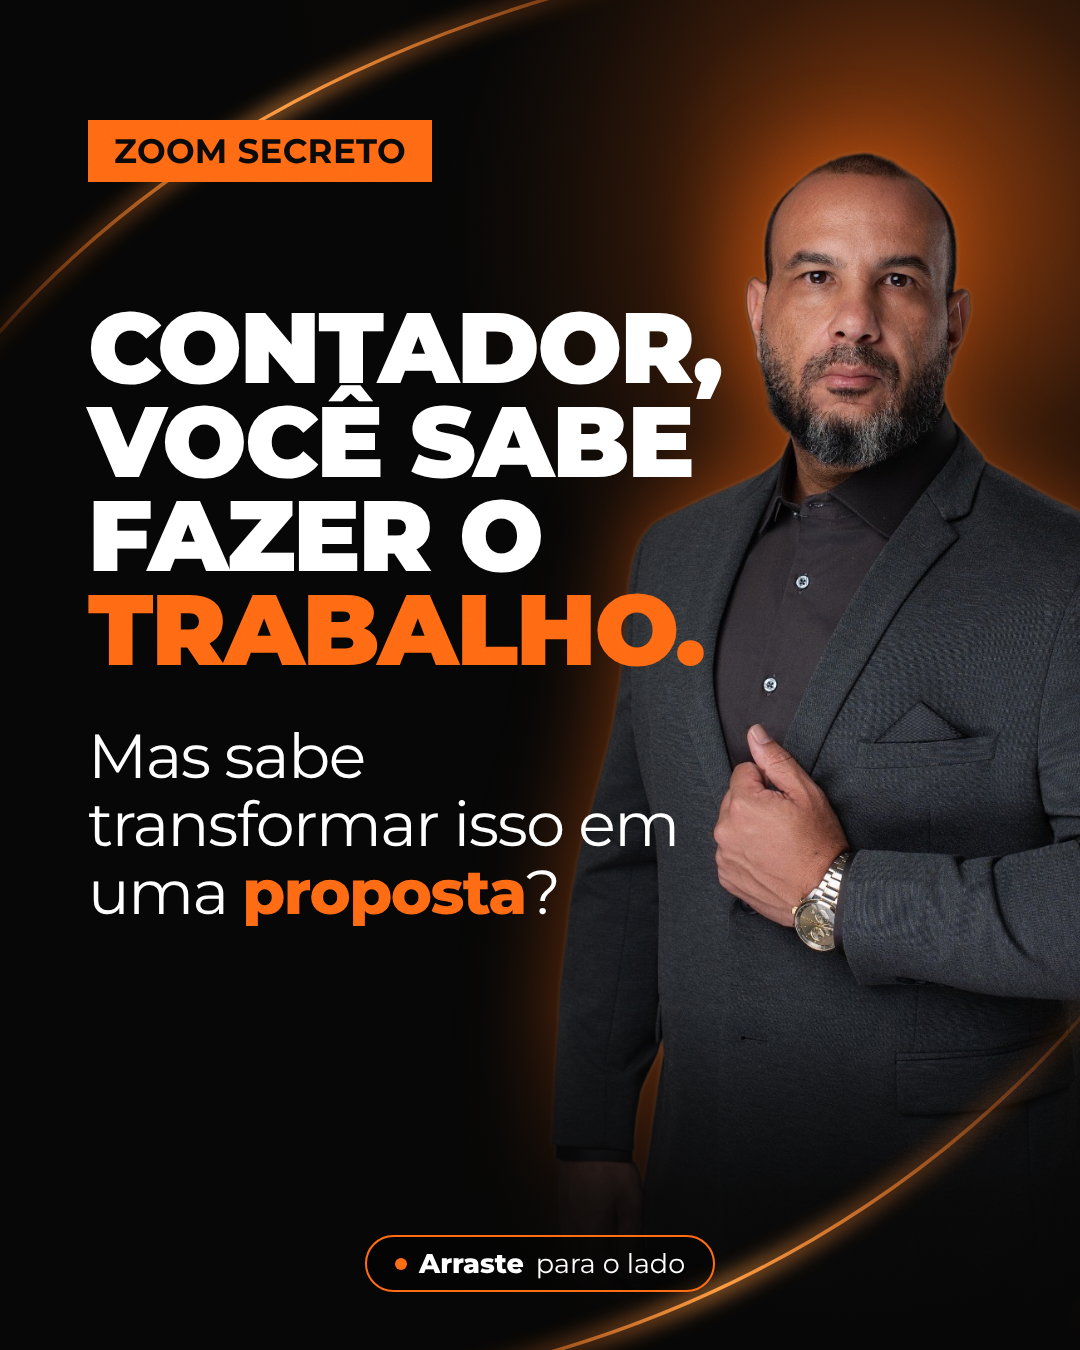 ZOOM SECRETO
CONTADOR,
VOCÊ SABE
FAZER O
TRABALHO.
Mas sabe
transformar isso em
uma proposta?
Arraste para o lado